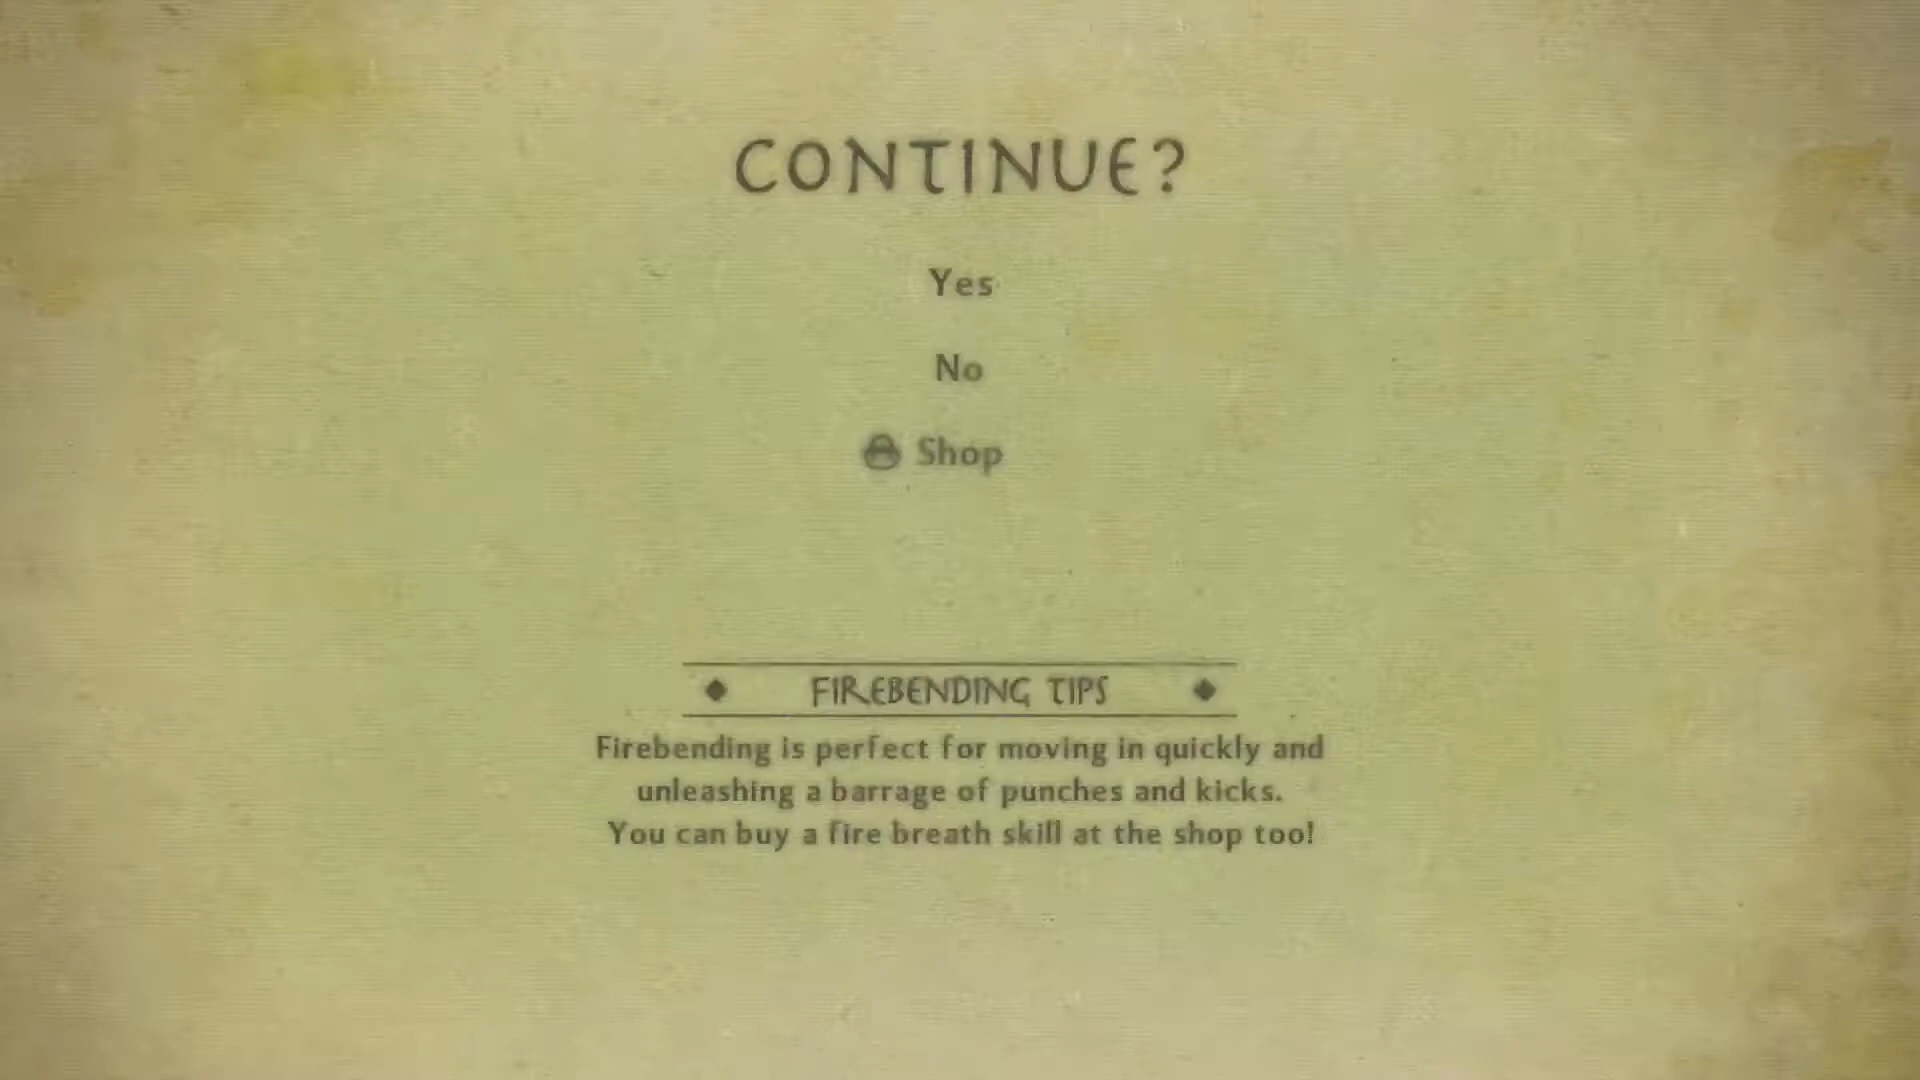 CONTINUE?
Yes
No
Shop
FIREBENDING TIPS
Firebending is perfect for moving in quickly and
unleashing a barrage of punches and kicks.
You can buy a fire breath skill at the shop too!